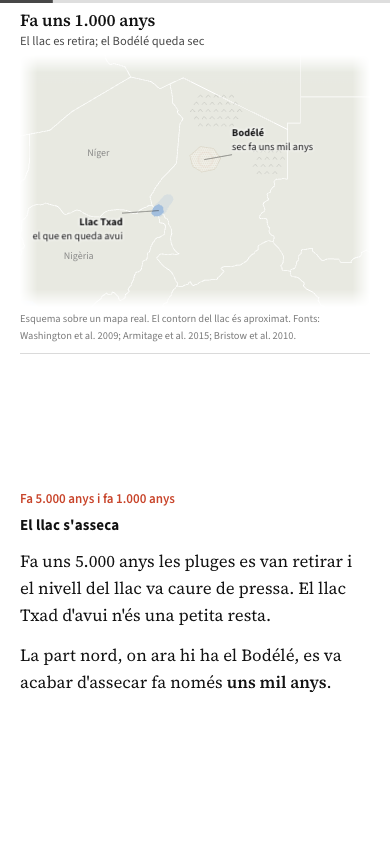 Fa uns 1.000 anys
El llac es retira; el Bodélé queda sec
Bodélé
sec fa uns mil anys
Níger
Llac Txad
el que en queda avui
Nigèria
Esquema sobre un mapa real. El contorn del llac és aproximat. Fonts:
Washington et al. 2009; Armitage et al. 2015; Bristow et al. 2010.
Fa 5.000 anys i fa 1.000 anys
El llac s'asseca
Fa uns 5.000 anys les pluges es van retirar i
el nivell del llac va caure de pressa. El llac
Txad d'avui n'és una petita resta.
La part nord, on ara hi ha el Bodélé, es va
acabar d'assecar fa només uns mil anys.